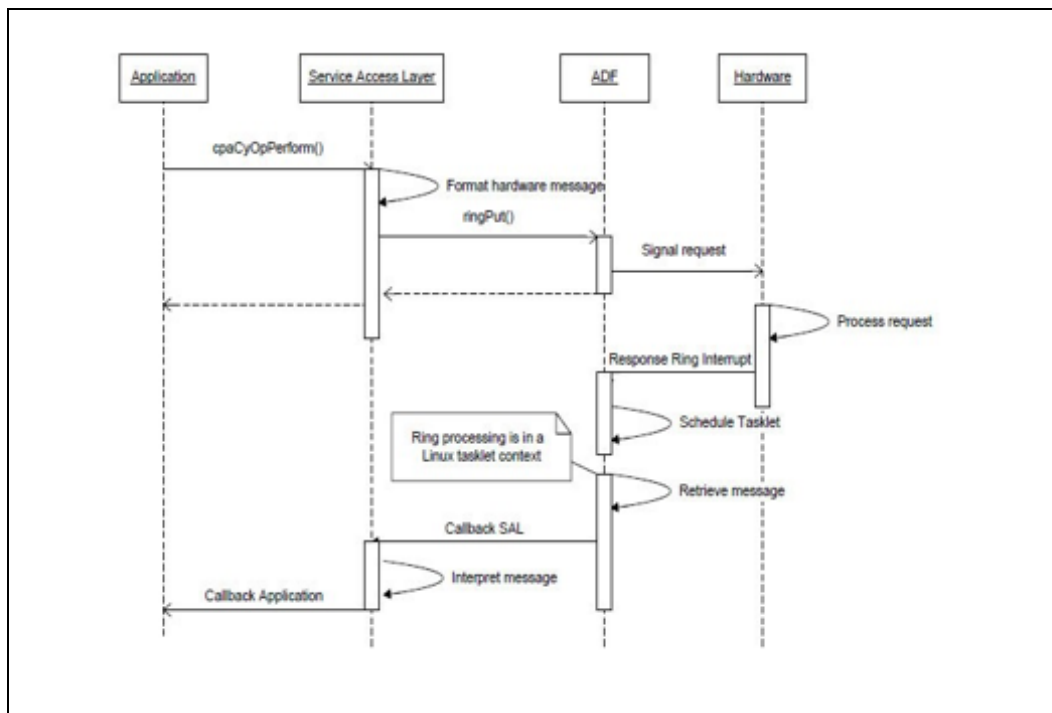 Application
Service Access Layer
ADF
Hardware
cpaCyOpPerform()
Format hardware message
ringPut()
Signal request
Process request
Response Ring Interrupt
Schedule Tasklet
Ring processing is in a
Linux tasklet context
Retrieve message
Callback SAL
Interpret message
Callback Application